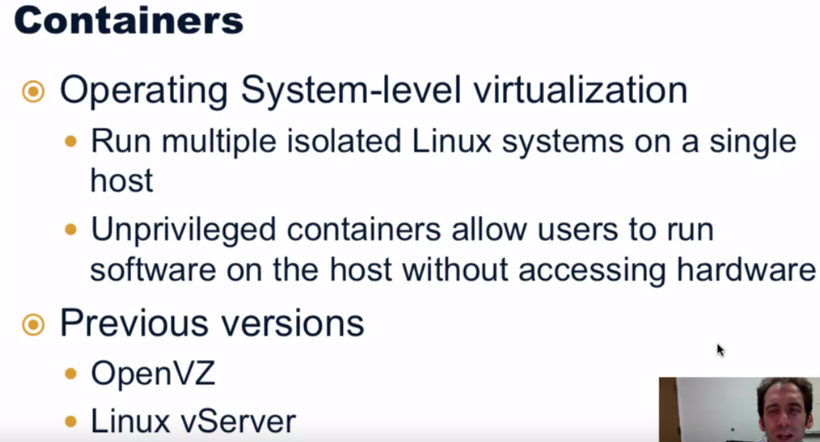 Containers
Operating System-level virtualization
Run multiple isolated Linux systems on a single
host
Unprivileged containers allow users to run
software on the host without accessing hardware
Previous versions
OpenVZ
Linux vServer